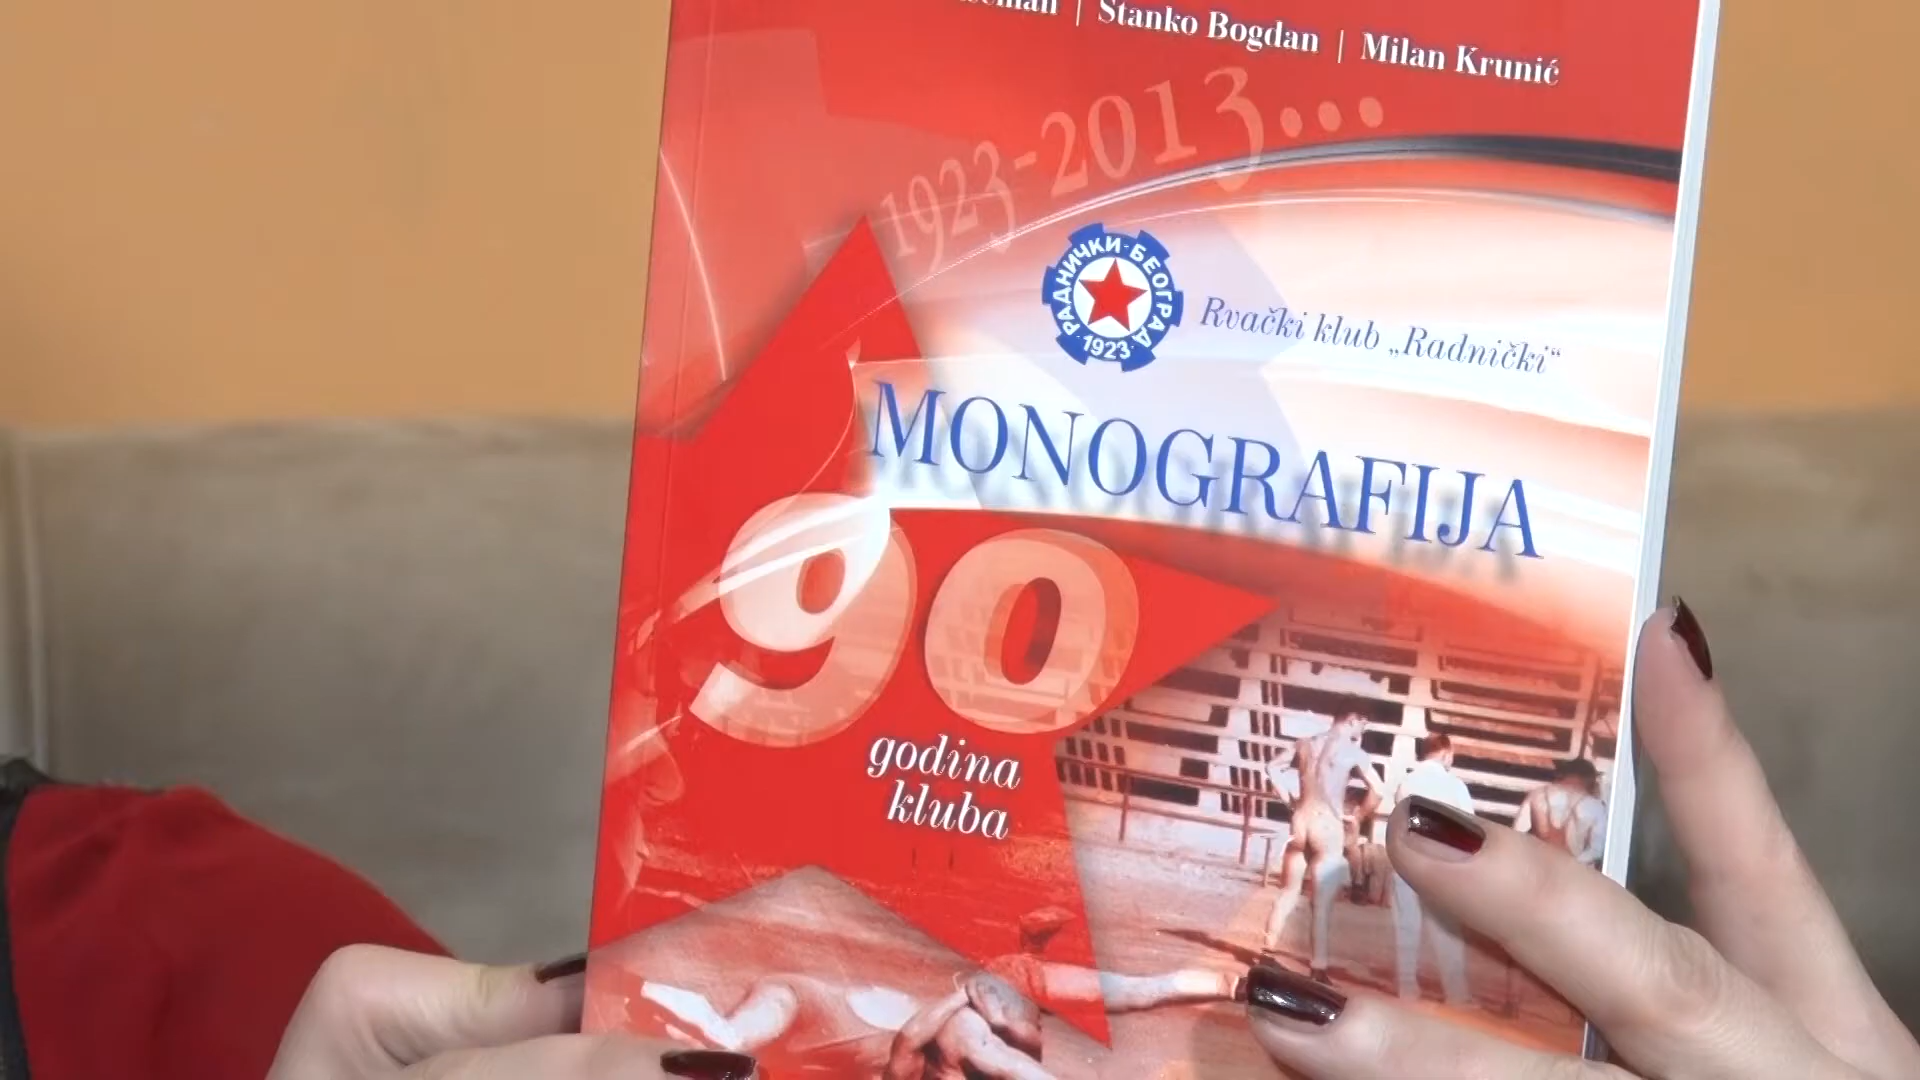 Stanko Bogdan | Milan Krunić
1923-2013...
РАДНИЧКИ·БЕОГРАД
·1923·
Rvački klub „Radnički“
MONOGRAFIJA
90
godina
kluba